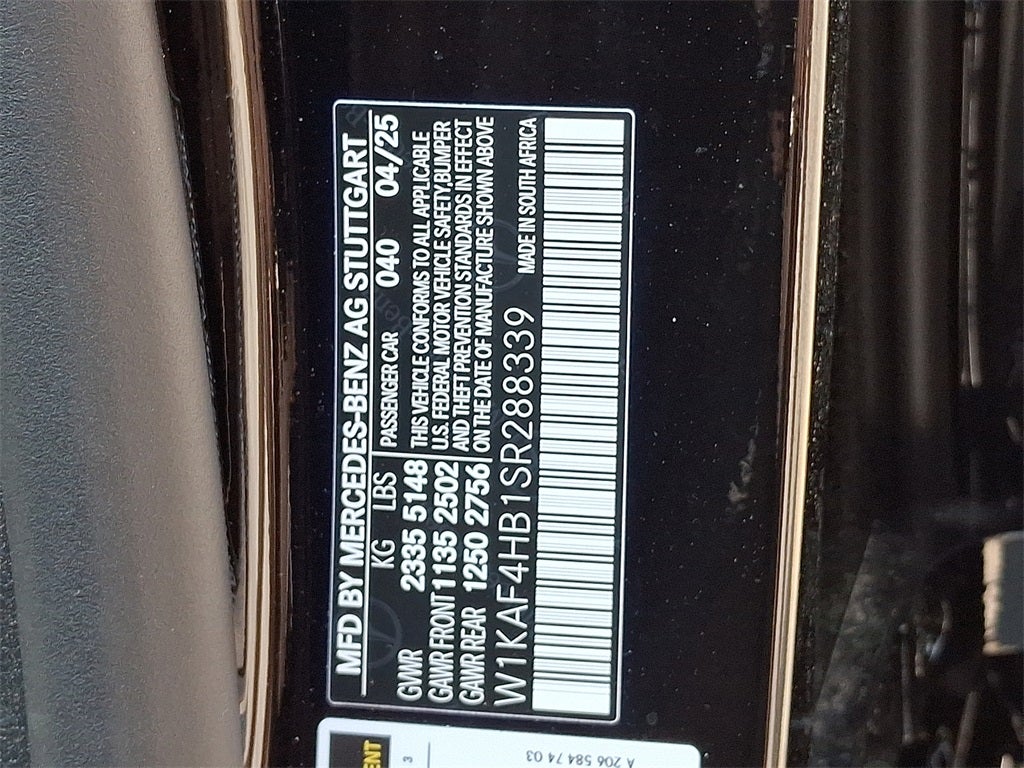 MFD BY MERCEDES-BENZ AG STUTTGART
KG LBS
GVWR 2335 5148
GAWR FRONT 1135 2502
GAWR REAR 1250 2756
PASSENGER CAR 040 04/25
THIS VEHICLE CONFORMS TO ALL APPLICABLE
U.S. FEDERAL MOTOR VEHICLE SAFETY,BUMPER
AND THEFT PREVENTION STANDARDS IN EFFECT
ON THE DATE OF MANUFACTURE SHOWN ABOVE
W1KAF4HB1SR288339 MADE IN SOUTH AFRICA
A 206 584 74 03
3